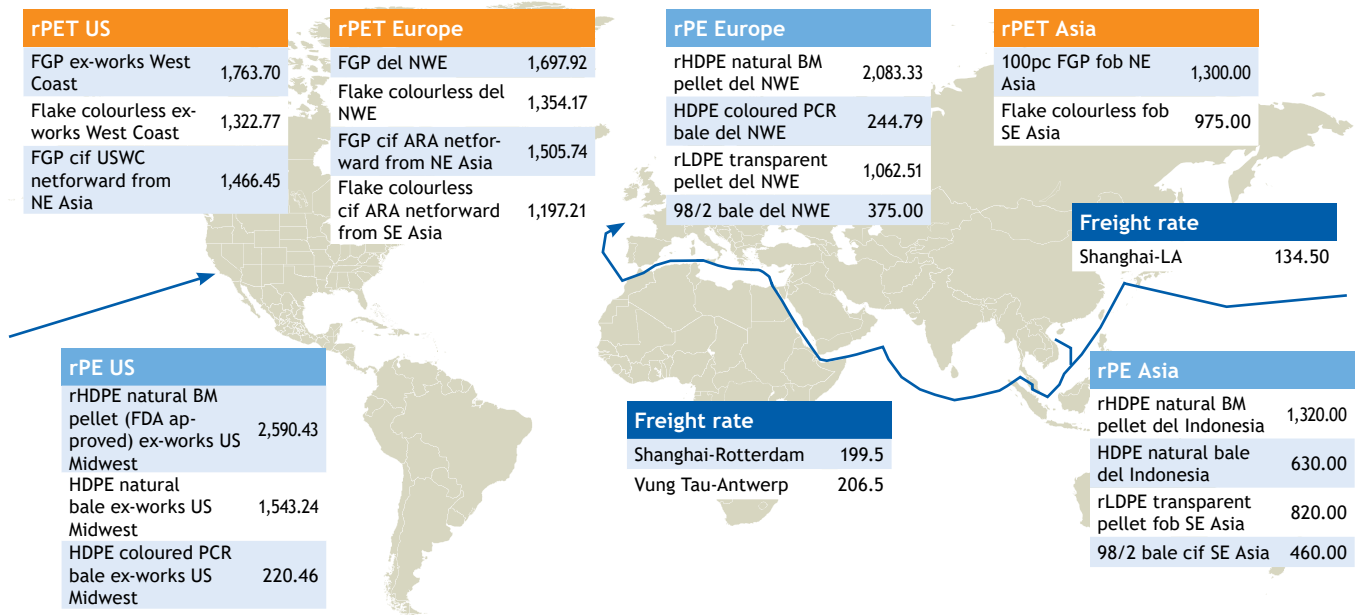 rPET US
FGP ex-works West
Coast
1,763.70
Flake colourless ex-
works West Coast
1,322.77
FGP cif USWC
netforward from
NE Asia
1,466.45
rPET Europe
FGP del NWE
1,697.92
Flake colourless del
NWE
1,354.17
FGP cif ARA netfor-
ward from NE Asia
1,505.74
Flake colourless
cif ARA netforward
from SE Asia
1,197.21
rPE Europe
rHDPE natural BM
pellet del NWE
2,083.33
HDPE coloured PCR
bale del NWE
244.79
rLDPE transparent
pellet del NWE
1,062.51
98/2 bale del NWE
375.00
rPET Asia
100pc FGP fob NE
Asia
1,300.00
Flake colourless fob
SE Asia
975.00
Freight rate
Shanghai-LA
134.50
rPE US
rHDPE natural BM
pellet (FDA ap-
proved) ex-works US
Midwest
2,590.43
HDPE natural
bale ex-works US
Midwest
1,543.24
HDPE coloured PCR
bale ex-works US
Midwest
220.46
Freight rate
Shanghai-Rotterdam
199.5
Vung Tau-Antwerp
206.5
rPE Asia
rHDPE natural BM
pellet del Indonesia
1,320.00
HDPE natural bale
del Indonesia
630.00
rLDPE transparent
pellet fob SE Asia
820.00
98/2 bale cif SE Asia
460.00